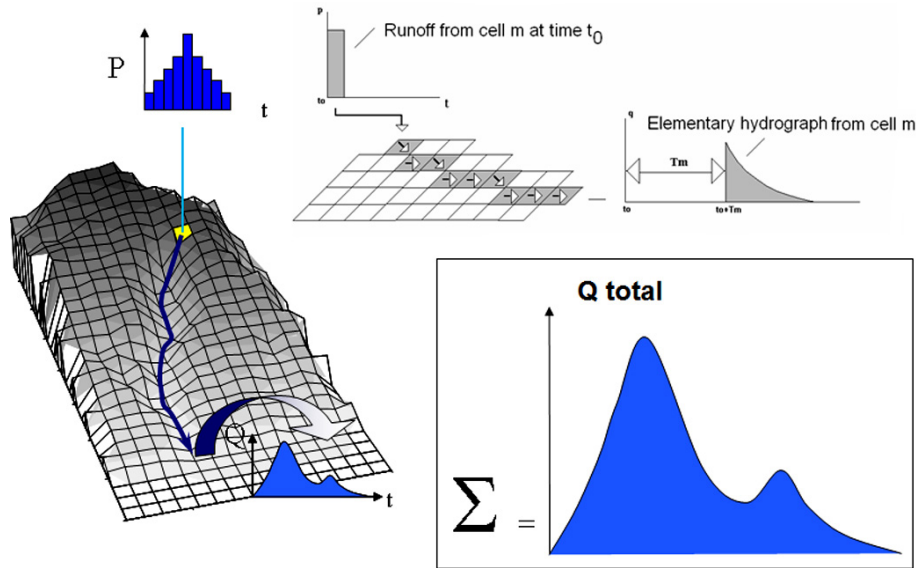 P
t
P
Runoff from cell m at time t0
to
t
q
Elementary hydrograph from cell m
Tm
to
to+Tm
Q
t
Q total
Σ =